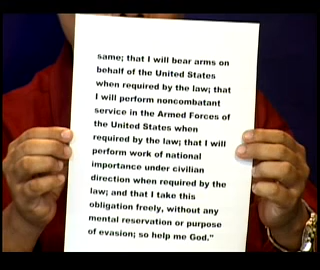 same; that I will bear arms on
behalf of the United States
when required by the law; that
I will perform noncombatant
service in the Armed Forces of
the United States when
required by the law; that I will
perform work of national
importance under civilian
direction when required by the
law; and that I take this
obligation freely, without any
mental reservation or purpose
of evasion; so help me God."